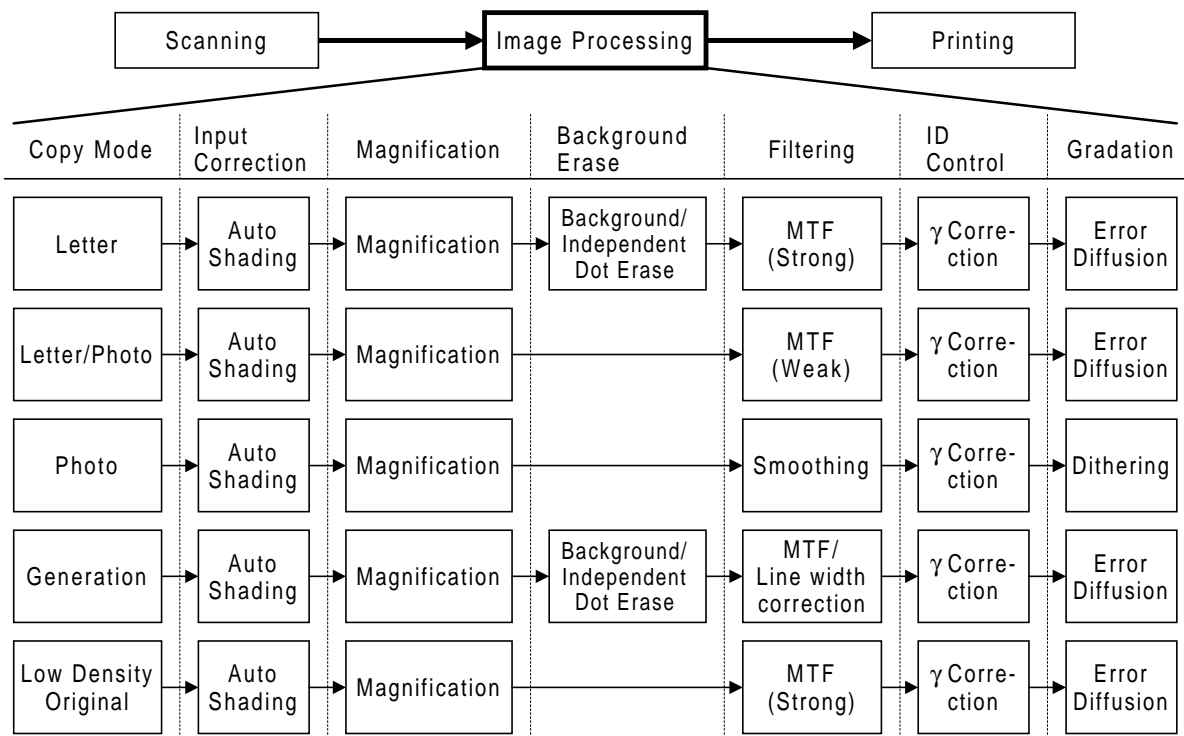 Scanning
Image Processing
Printing
Copy Mode
Input
Correction
Magnification
Background
Erase
Filtering
ID
Control
Gradation
Letter
Auto
Shading
Magnification
Background/
Independent
Dot Erase
MTF
(Strong)
γ Corre-
ction
Error
Diffusion
Letter/Photo
Auto
Shading
Magnification
MTF
(Weak)
γ Corre-
ction
Error
Diffusion
Photo
Auto
Shading
Magnification
Smoothing
γ Corre-
ction
Dithering
Generation
Auto
Shading
Magnification
Background/
Independent
Dot Erase
MTF/
Line width
correction
γ Corre-
ction
Error
Diffusion
Low Density
Original
Auto
Shading
Magnification
MTF
(Strong)
γ Corre-
ction
Error
Diffusion